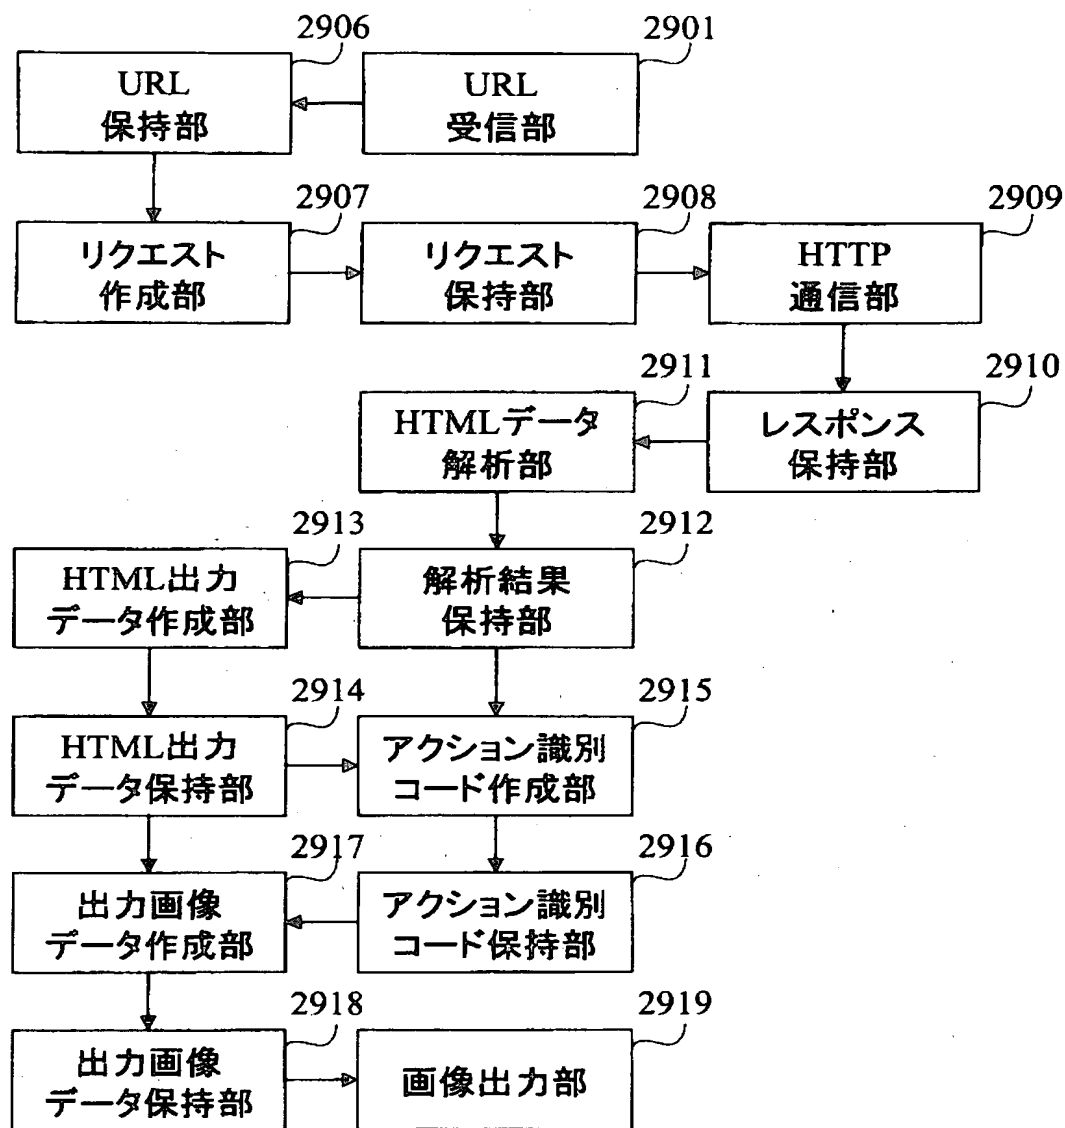 2906
2901
URL
保持部
URL
受信部
2907
2908
2909
リクエスト
作成部
リクエスト
保持部
HTTP
通信部
2911
2910
HTMLデータ
解析部
レスポンス
保持部
2913
2912
HTML出力
データ作成部
解析結果
保持部
2914
2915
HTML出力
データ保持部
アクション識別
コード作成部
2917
2916
出力画像
データ作成部
アクション識別
コード保持部
2918
2919
出力画像
データ保持部
画像出力部